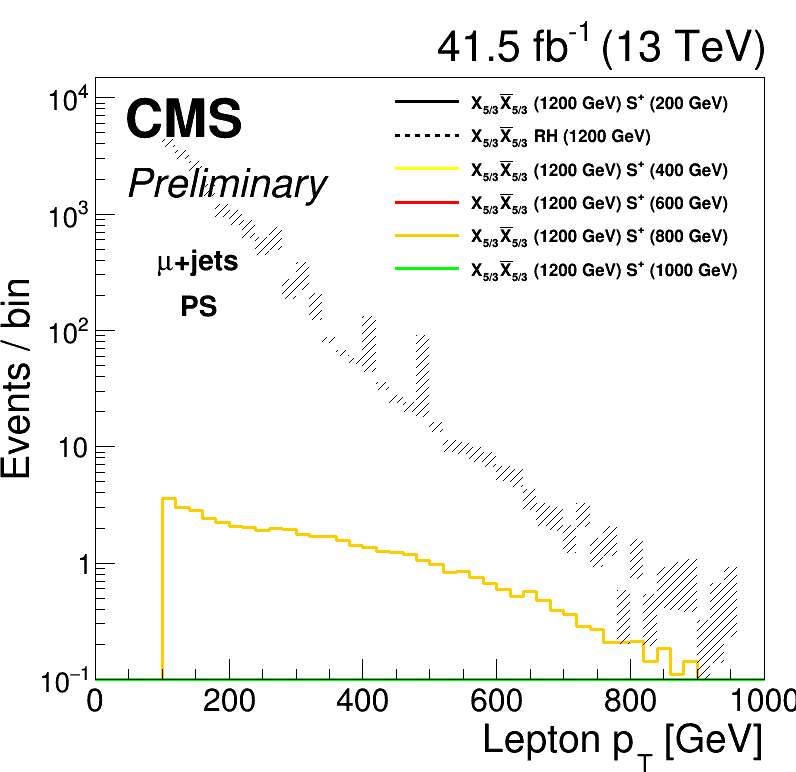 41.5 fb⁻¹ (13 TeV)
CMS
Preliminary
μ+jets
PS
X₅/₃X̅₅/₃ (1200 GeV) S⁺ (200 GeV)
X₅/₃X̅₅/₃ RH (1200 GeV)
X₅/₃X̅₅/₃ (1200 GeV) S⁺ (400 GeV)
X₅/₃X̅₅/₃ (1200 GeV) S⁺ (600 GeV)
X₅/₃X̅₅/₃ (1200 GeV) S⁺ (800 GeV)
X₅/₃X̅₅/₃ (1200 GeV) S⁺ (1000 GeV)
Events / bin
10⁴
10³
10²
10
1
10⁻¹
0 200 400 600 800 1000
Lepton p_T [GeV]